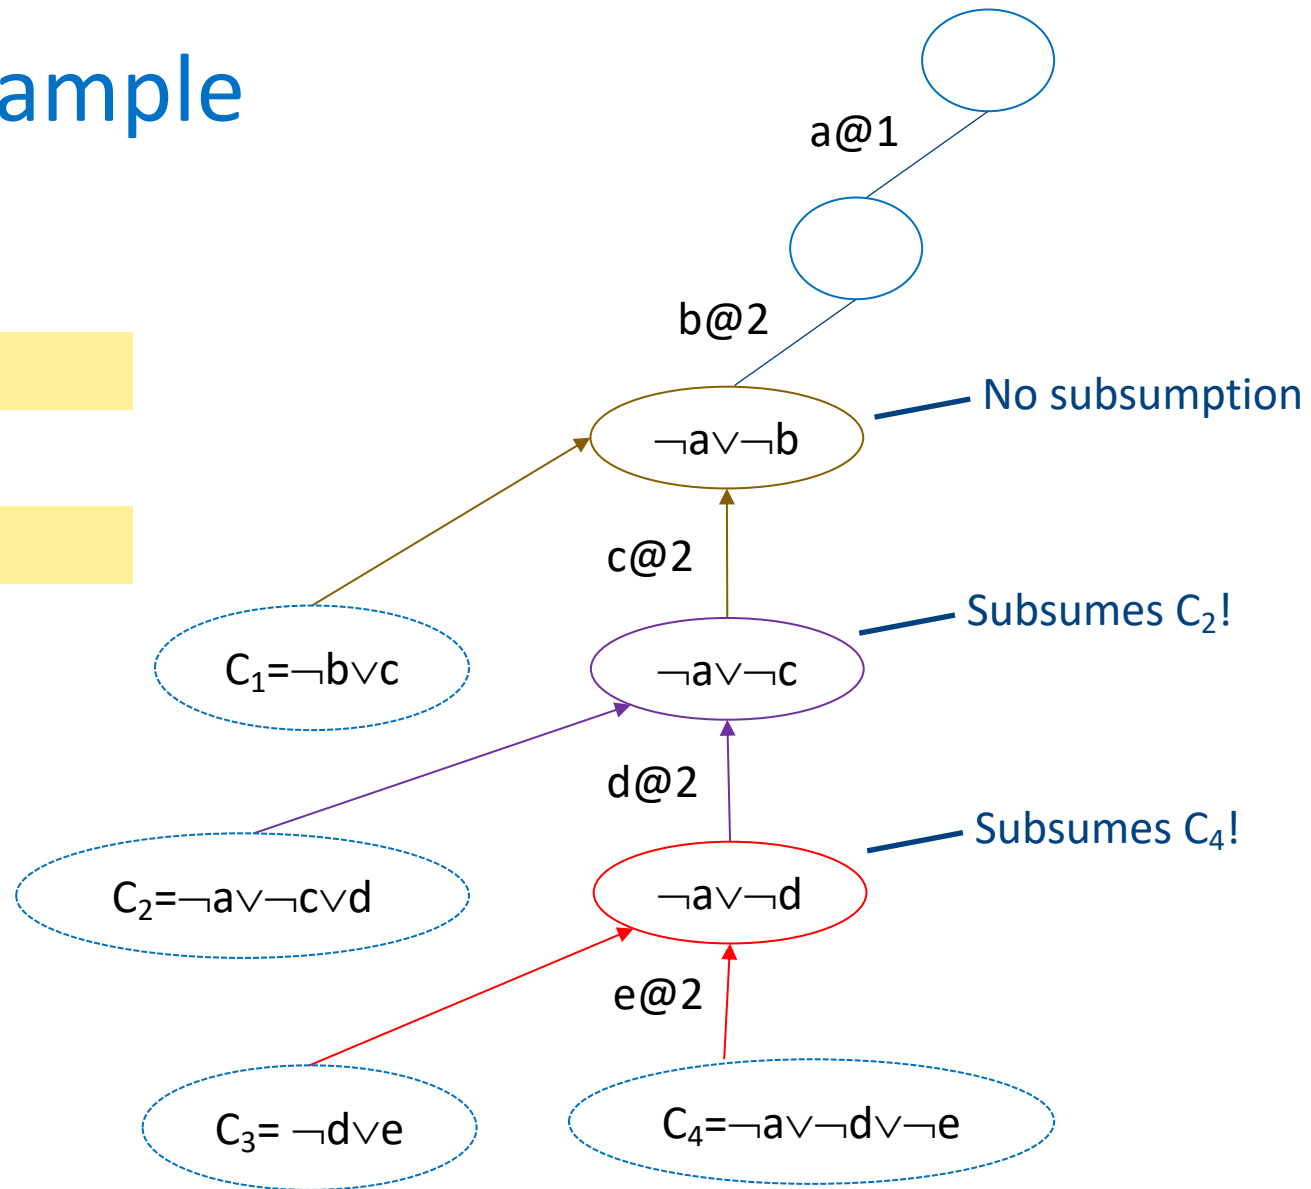 ample
a@1
b@2
No subsumption
¬a∨¬b
c@2
Subsumes C₂!
C₁=¬b∨c
¬a∨¬c
d@2
Subsumes C₄!
C₂=¬a∨¬c∨d
¬a∨¬d
e@2
C₃= ¬d∨e
C₄=¬a∨¬d∨¬e